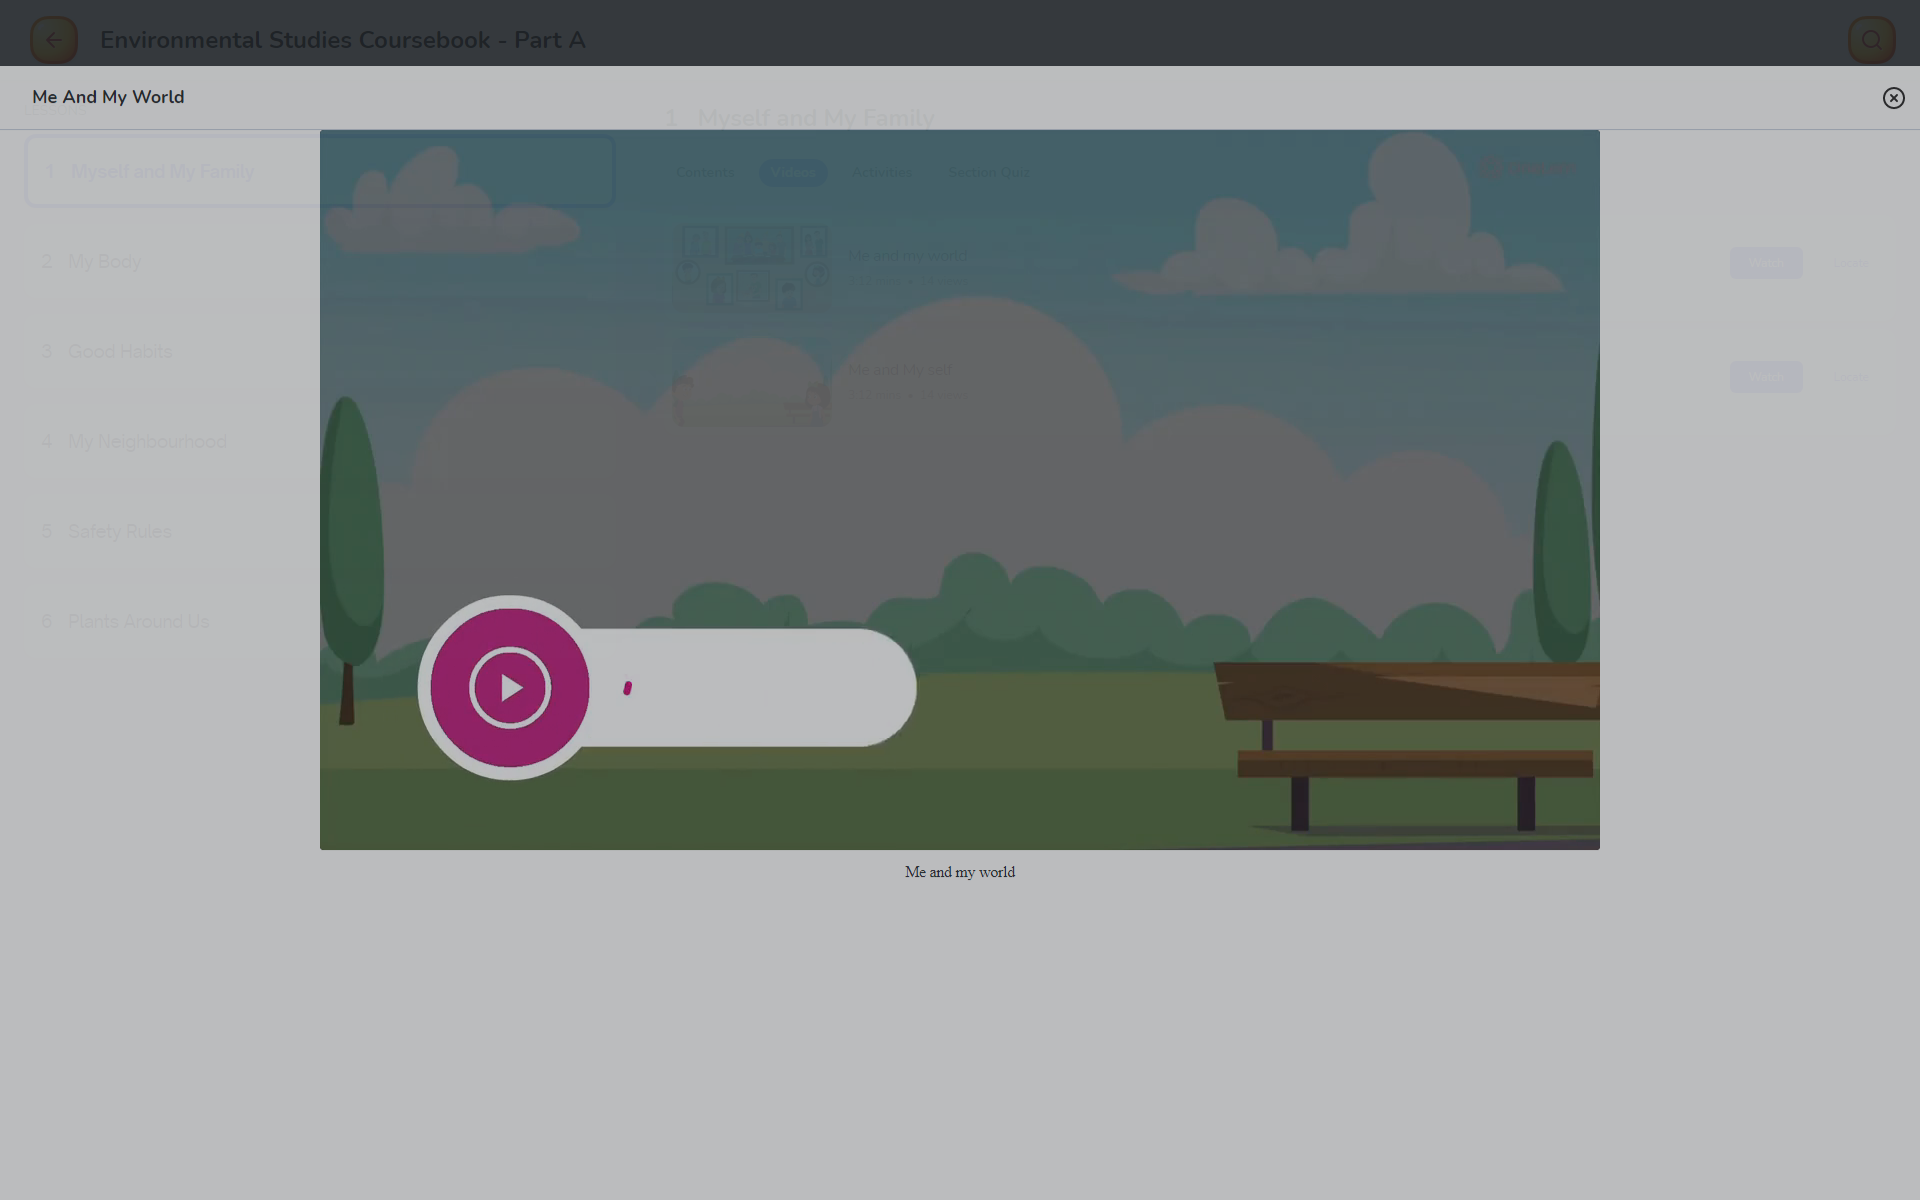 Environmental Studies Coursebook - Part A
Me And My World
1 Myself and My Family
1 Myself and My Family
Contents Videos Activities Section Quiz
2 My Body
Me and my world
3 Good Habits
Me and My self
4 My Neighbourhood
5 Safety Rules
6 Plants Around Us
Me and my world